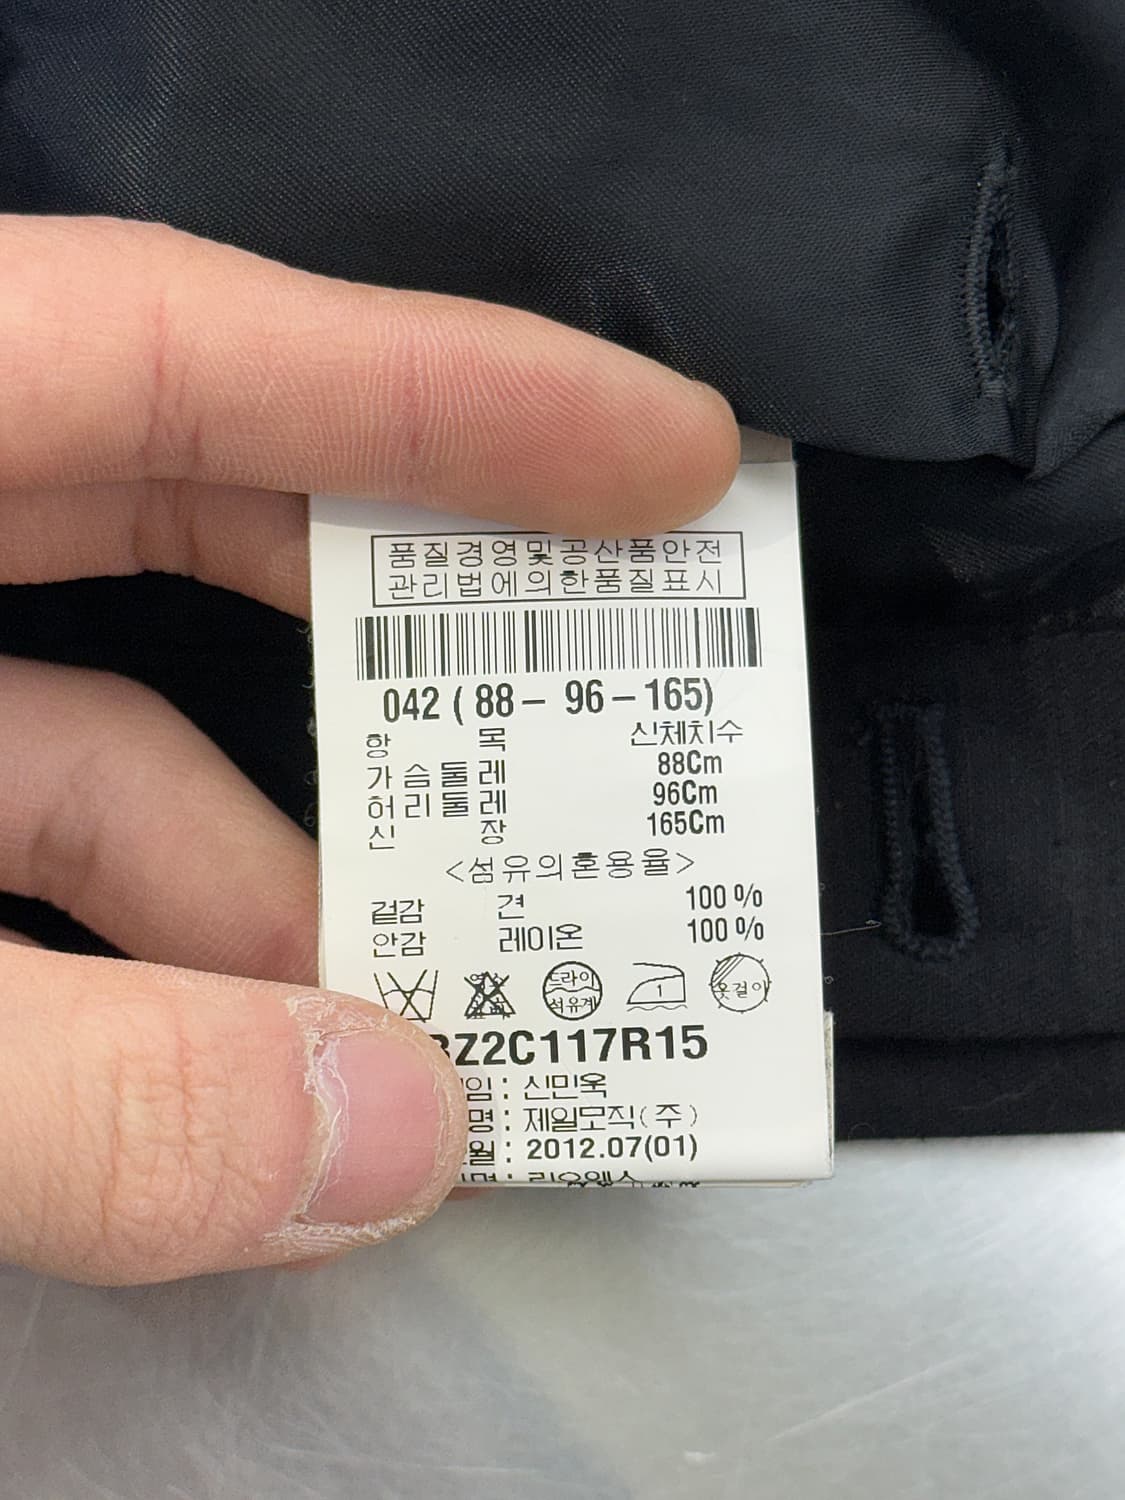 품질경영및공산품안전
관리법에의한품질표시
042 ( 88 – 96 – 165)
항 목 신체치수
가슴둘레 88Cm
허리둘레 96Cm
신 장 165Cm
<섬유의혼용율>
겉감 견 100 %
안감 레이온 100 %
드라이
석유계
1
옷걸이
Z2C117R15
임 : 신민욱
명 : 제일모직(주)
월 : 2012.07(01)
명 :